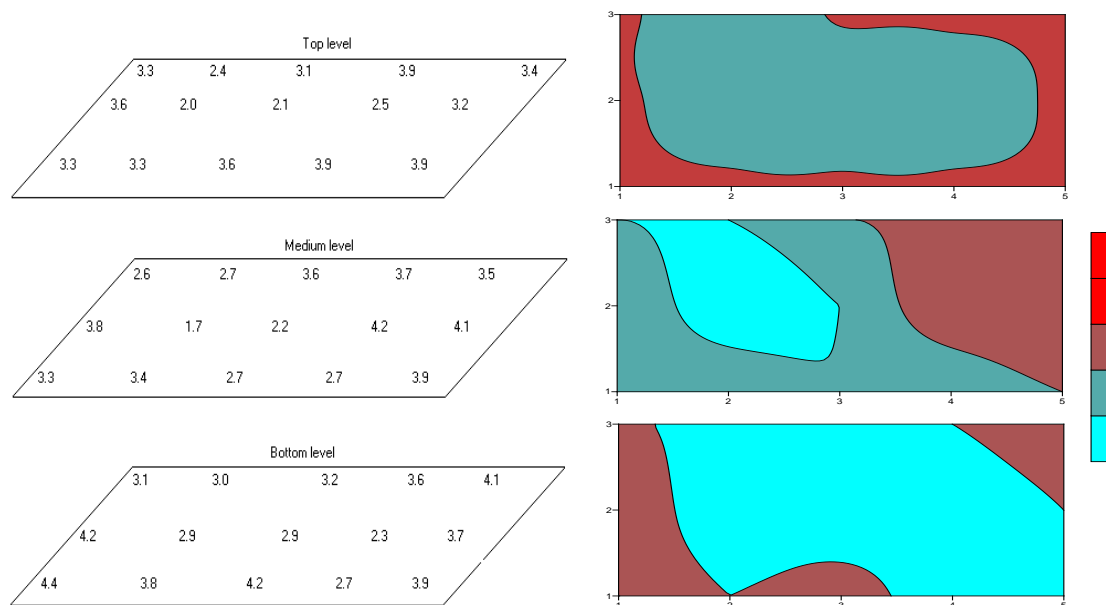 Top level
3.3 2.4 3.1 3.9 3.4
3.6 2.0 2.1 2.5 3.2
3.3 3.3 3.6 3.9 3.9
3
2
1
1 2 3 4 5
Medium level
2.6 2.7 3.6 3.7 3.5
3.8 1.7 2.2 4.2 4.1
3.3 3.4 2.7 2.7 3.9
3
2
1
1 2 3 4 5
Bottom level
3.1 3.0 3.2 3.6 4.1
4.2 2.9 2.9 2.3 3.7
4.4 3.8 4.2 2.7 3.9
3
2
1
1 2 3 4 5